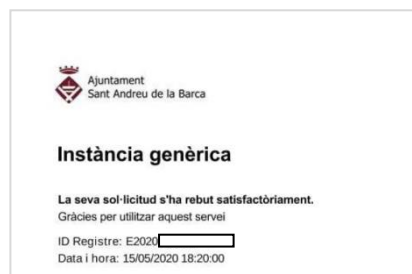 Ajuntament
Sant Andreu de la Barca
Instància genèrica
La seva sol·licitud s'ha rebut satisfactòriament.
Gràcies per utilitzar aquest servei
ID Registre: E2020
Data i hora: 15/05/2020 18:20:00